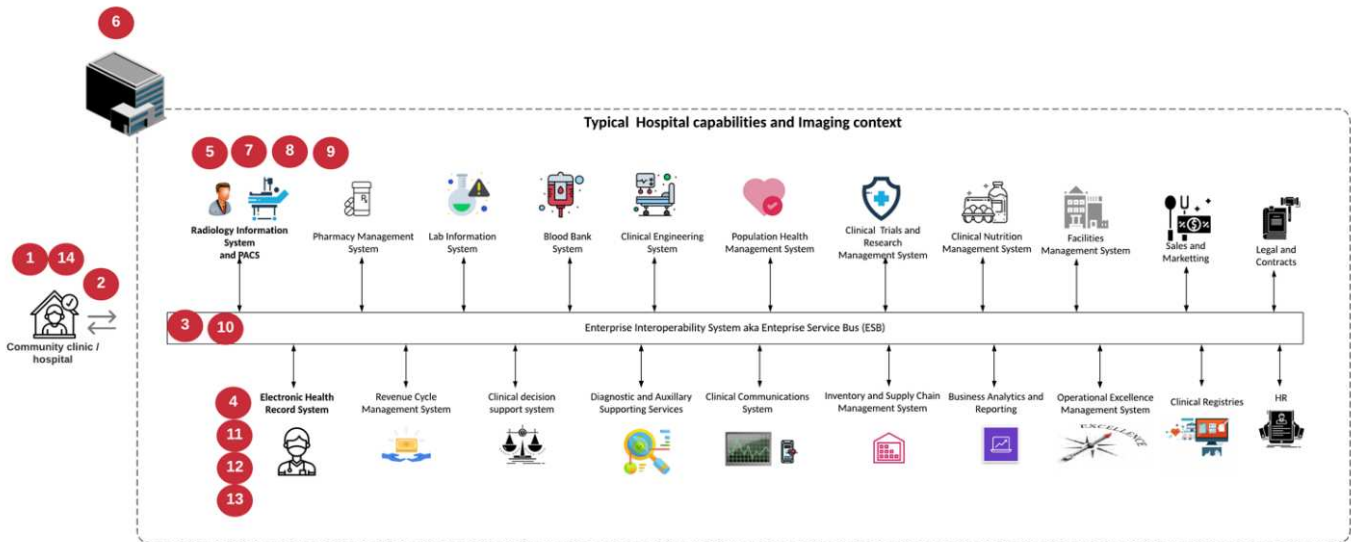 6
Typical Hospital capabilities and Imaging context
5 7 8 9
Radiology Information
System
and PACS
Pharmacy Management
System
Lab Information
System
Blood Bank
System
Clinical Engineering
System
Population Health
Management System
Clinical Trials and
Research
Management System
Clinical Nutrition
Management System
Facilities
Management System
Sales and
Marketting
Legal and
Contracts
1 14
2
Community clinic /
hospital
3 10
Enterprise Interoperability System aka Enteprise Service Bus (ESB)
4
11
12
13
Electronic Health
Record System
Revenue Cycle
Management System
Clinical decision
support system
Diagnostic and Auxillary
Supporting Services
Clinical Communications
System
Inventory and Supply Chain
Management System
Business Analytics and
Reporting
Operational Excellence
Management System
EXCELLENCE
Clinical Registries
HR